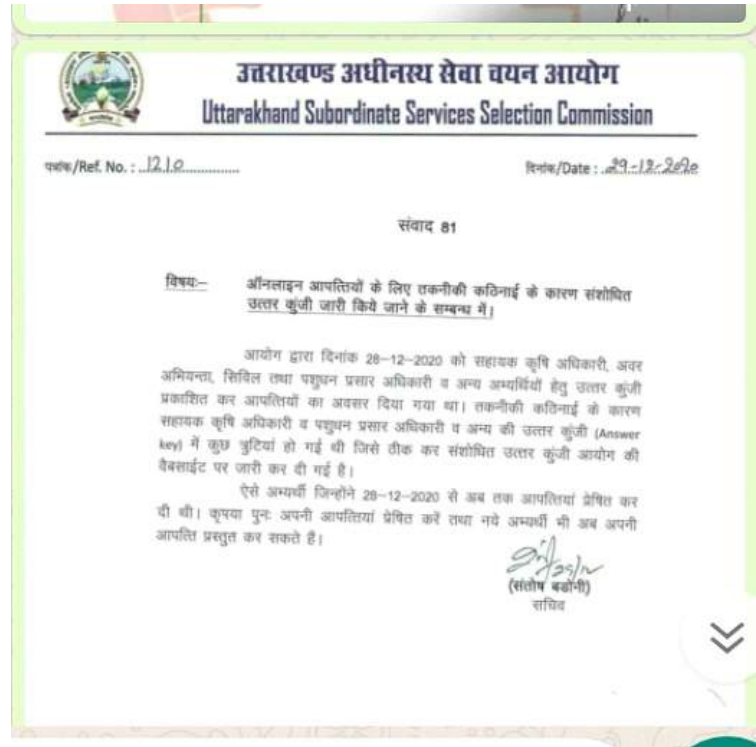 उत्तराखण्ड अधीनस्थ सेवा चयन आयोग
Uttarakhand Subordinate Services Selection Commission
पत्रांक/Ref. No. : 1210
दिनांक/Date : 29-12-2020
संवाद 81
विषयः– ऑनलाइन आपत्तियों के लिए तकनीकी कठिनाई के कारण संशोधित
उत्तर कुंजी जारी किये जाने के सम्बन्ध में।
आयोग द्वारा दिनांक 28–12–2020 को सहायक कृषि अधिकारी, अवर
अभियन्ता, सिविल तथा पशुधन प्रसार अधिकारी व अन्य अभ्यर्थियों हेतु उत्तर कुंजी
प्रकाशित कर आपत्तियों का अवसर दिया गया था। तकनीकी कठिनाई के कारण
सहायक कृषि अधिकारी व पशुधन प्रसार अधिकारी व अन्य की उत्तर कुंजी (Answer
key) में कुछ त्रुटियां हो गई थी जिसे ठीक कर संशोधित उत्तर कुंजी आयोग की
वैबसाईट पर जारी कर दी गई है।
ऐसे अभ्यर्थी जिन्होंने 28–12–2020 से अब तक आपत्तियां प्रेषित कर
दी थी। कृपया पुनः अपनी आपत्तियां प्रेषित करें तथा नये अभ्यर्थी भी अब अपनी
आपत्ति प्रस्तुत कर सकते हैं।
29/12
(संतोष बडोनी)
सचिव